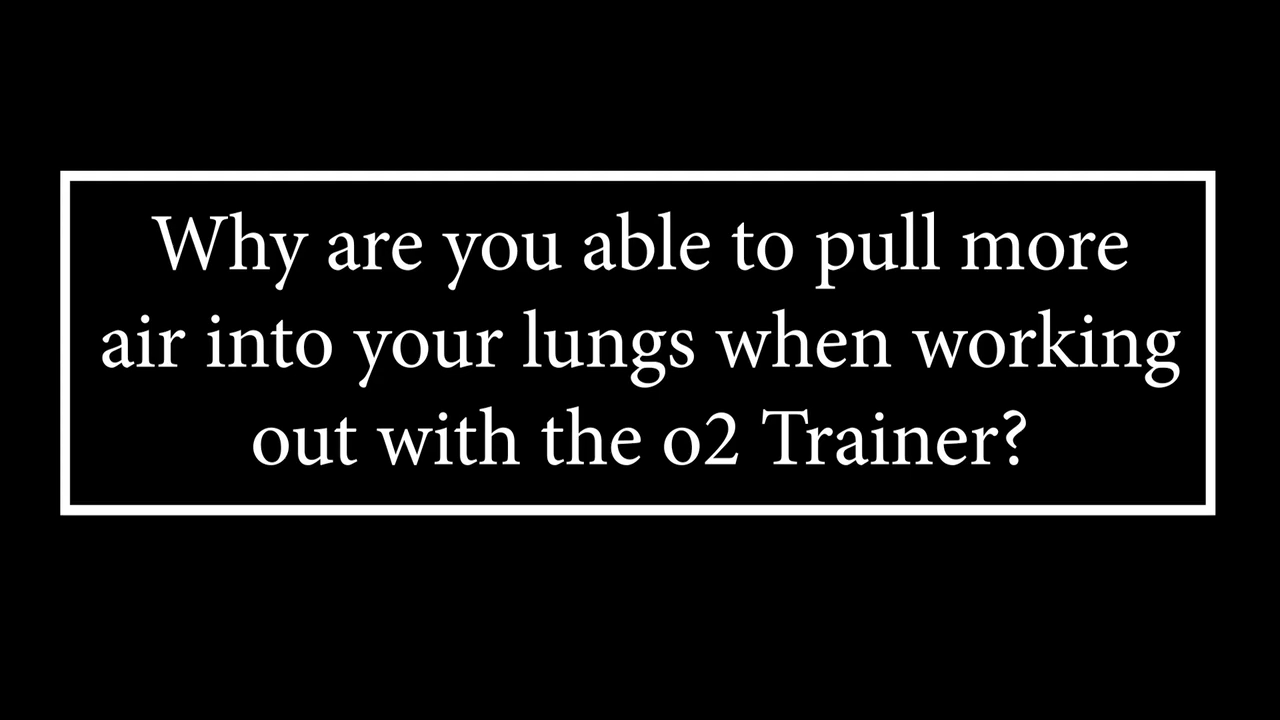 Why are you able to pull more
air into your lungs when working
out with the o2 Trainer?